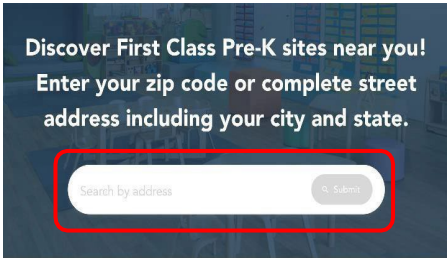 Discover First Class Pre-K sites near you!
Enter your zip code or complete street
address including your city and state.
Search by address
Submit